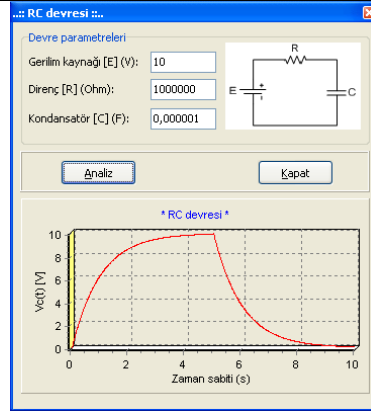 ..:: RC devresi ::..
Devre parametreleri
Gerilim kaynağı [E] (V): 10
Direnç [R] (Ohm): 1000000
Kondansatör [C] (F): 0,000001
R
E
+
C
Analiz
Kapat
* RC devresi *
Vc(t) [V]
10
8
6
4
2
0
0 2 4 6 8 10
Zaman sabiti (s)